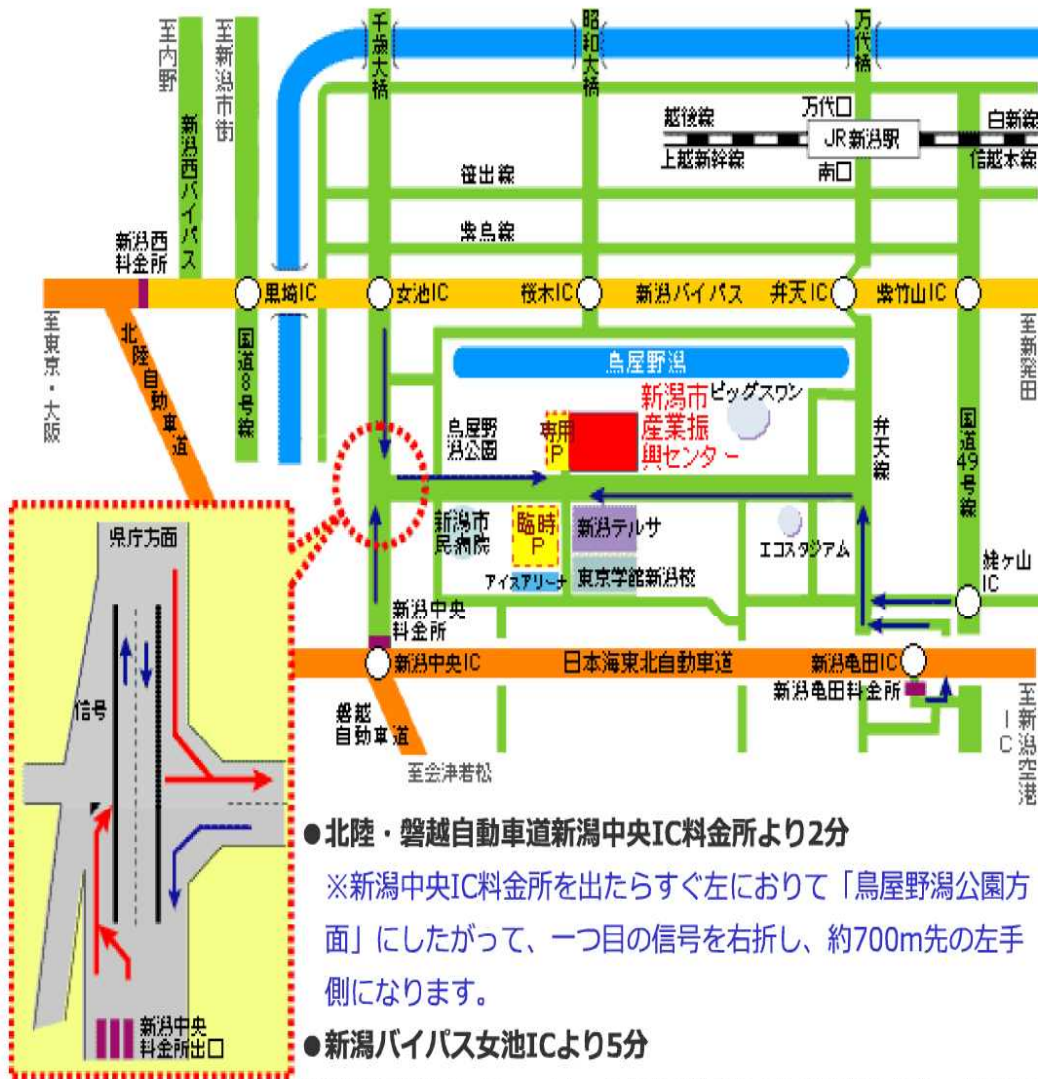 至内野
至新潟市街
千歳大橋
昭和大橋
万代橋
新潟西バイパス
越後線
万代口
白新線
JR新潟駅
上越新幹線
南口
信越本線
笹出線
紫鳥線
新潟西
料金所
黒埼IC
女池IC
桜木IC
新潟バイパス
弁天IC
紫竹山IC
至東京・大阪
北陸自動車道
国道8号線
至新発田
鳥屋野潟
鳥屋野
潟公園
専用
P
新潟市
産業振
興センター
ビッグスワン
弁天線
国道49号線
新潟市
民病院
臨時
P
新潟テルサ
エコスタジアム
アイスアリーナ
東京学館新潟校
姥ヶ山
IC
新潟中央
料金所
新潟中央IC
日本海東北自動車道
新潟亀田IC
新潟亀田料金所
磐越
自動車道
至会津若松
至新潟空港
IC
県庁方面
信号
新潟中央
料金所出口
●北陸・磐越自動車道新潟中央IC料金所より2分
※新潟中央IC料金所を出たらすぐ左におりて「鳥屋野潟公園方
面」にしたがって、一つ目の信号を右折し、約700m先の左手
側になります。
●新潟バイパス女池ICより5分